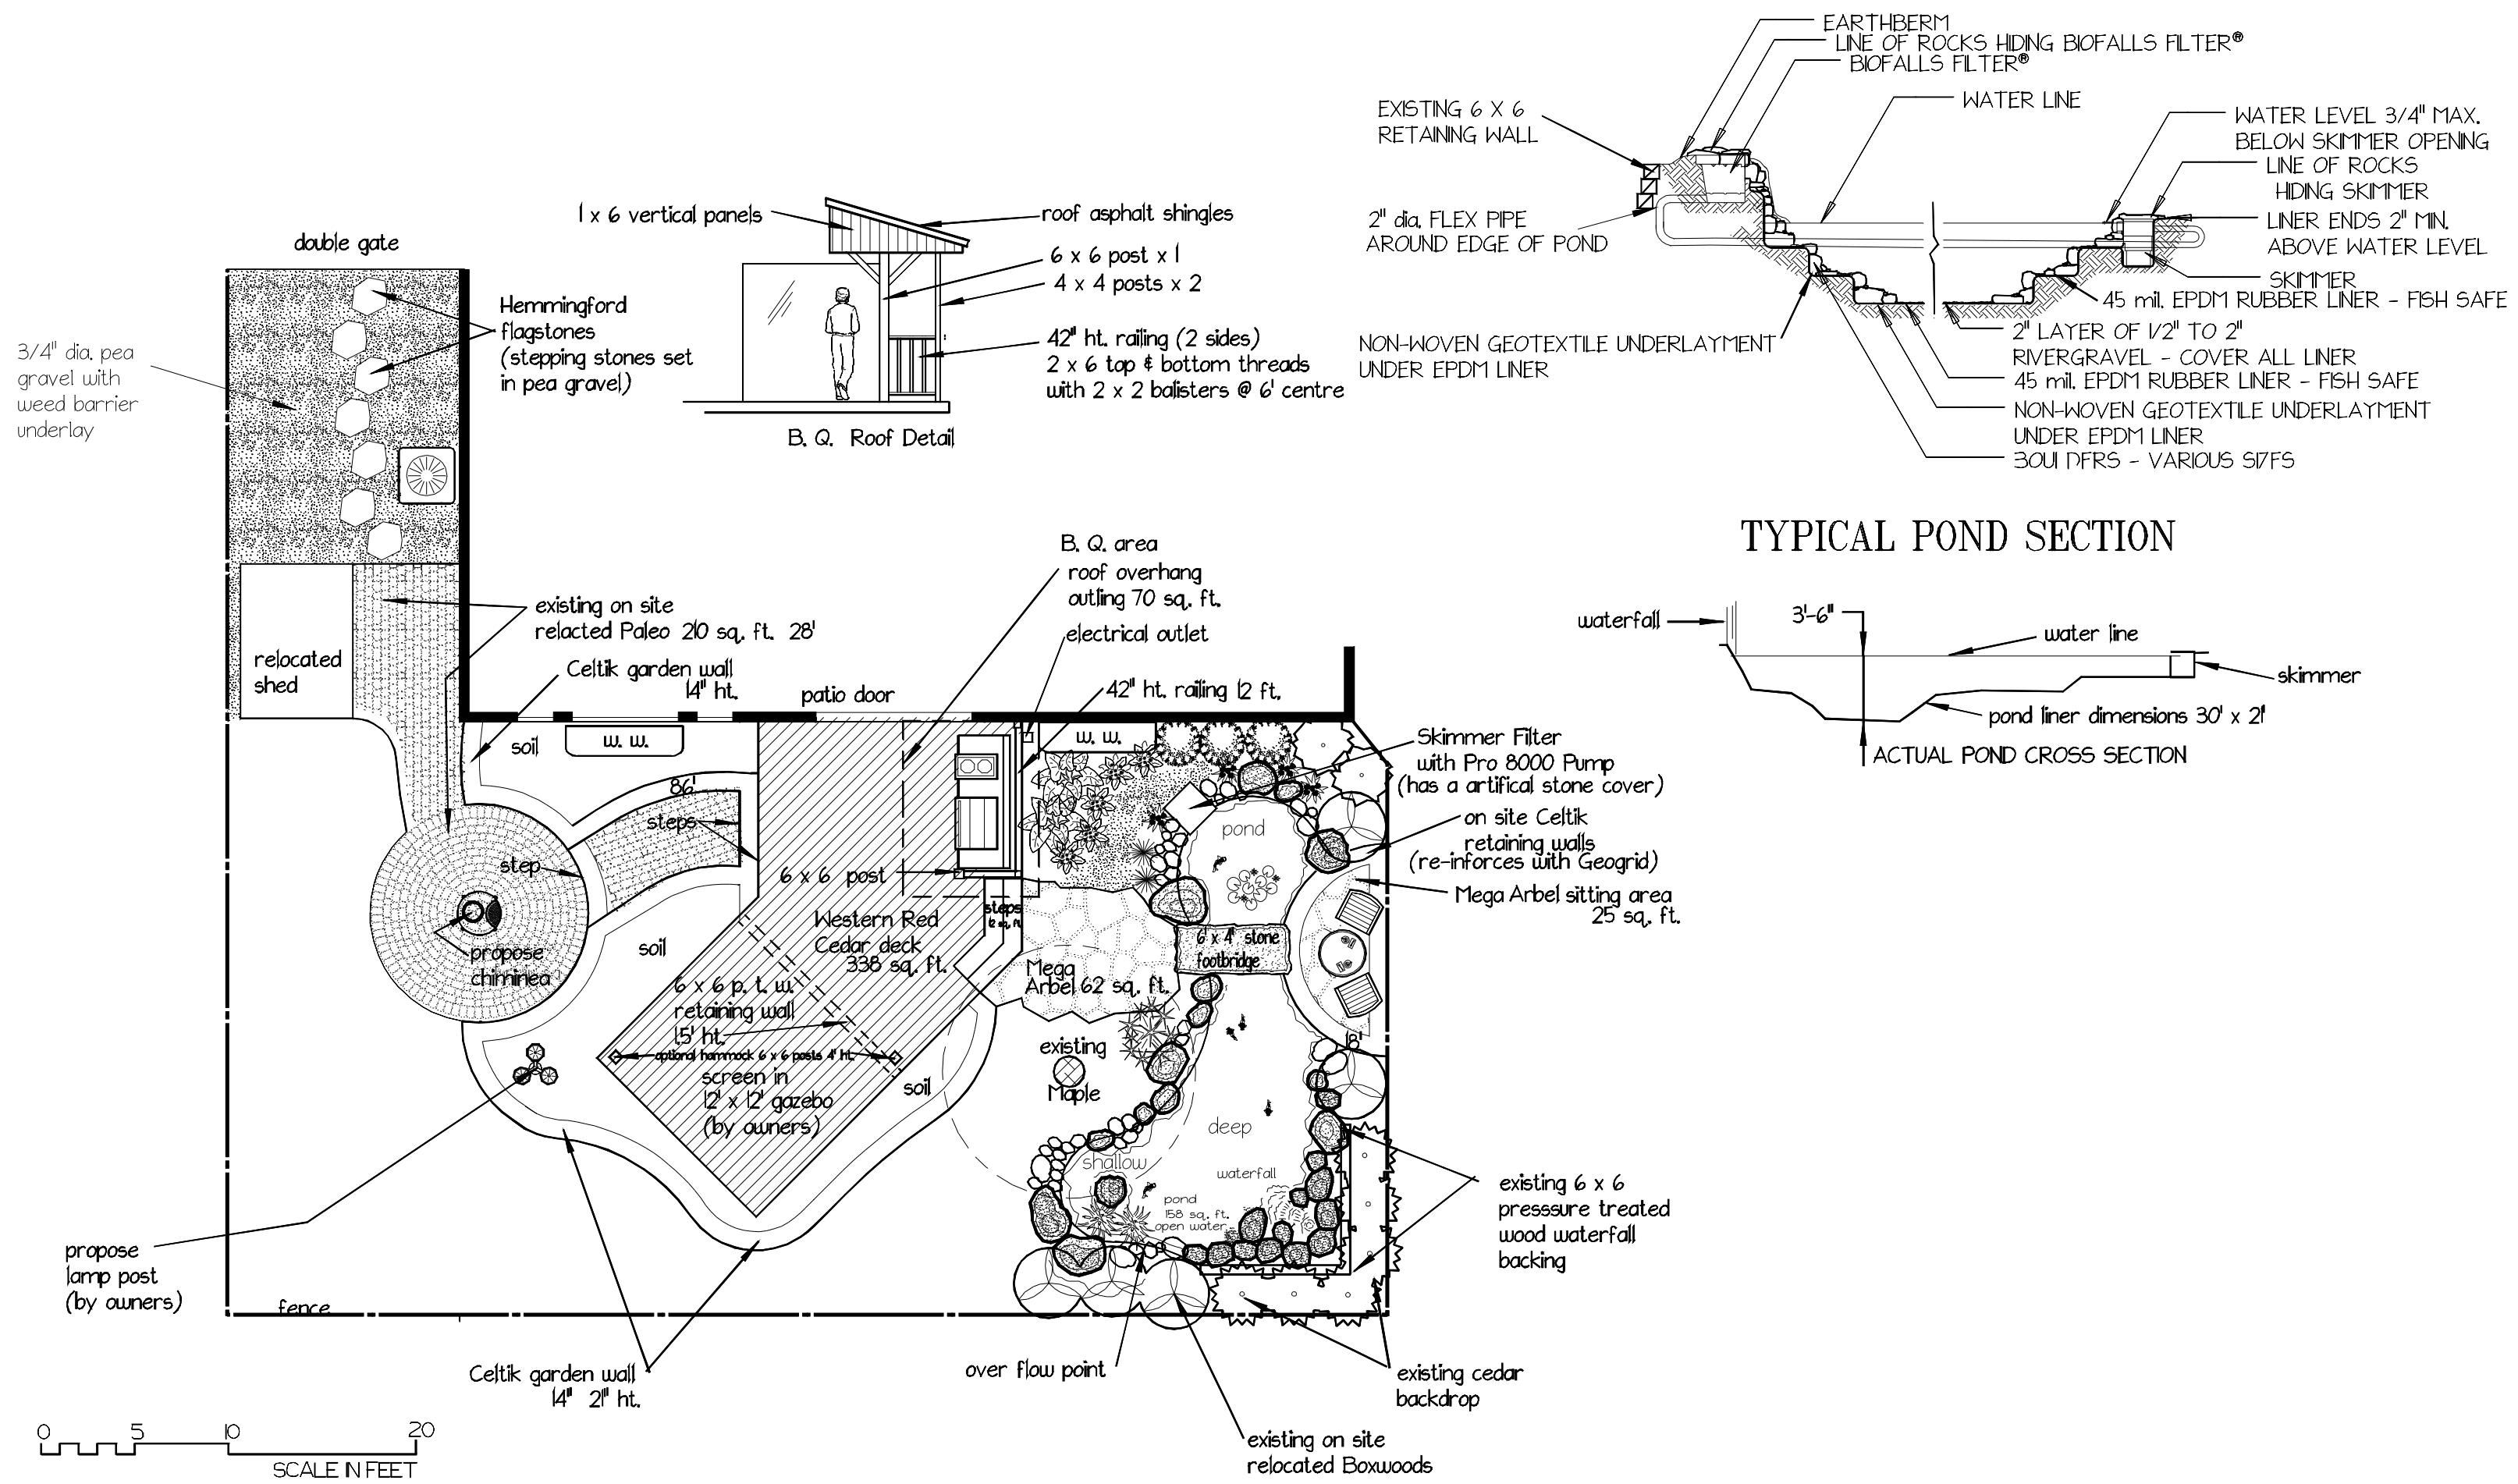 EARTHBERM
LINE OF ROCKS HIDING BIOFALLS FILTER®
BIOFALLS FILTER®
WATER LINE
EXISTING 6 X 6
RETAINING WALL
WATER LEVEL 3/4" MAX.
BELOW SKIMMER OPENING
LINE OF ROCKS
HIDING SKIMMER
2" dia. FLEX PIPE
AROUND EDGE OF POND
LINER ENDS 2" MIN.
ABOVE WATER LEVEL
SKIMMER
45 mil. EPDM RUBBER LINER - FISH SAFE
NON-WOVEN GEOTEXTILE UNDERLAYMENT
UNDER EPDM LINER
2" LAYER OF 1/2" TO 2"
RIVERGRAVEL - COVER ALL LINER
45 mil. EPDM RUBBER LINER - FISH SAFE
NON-WOVEN GEOTEXTILE UNDERLAYMENT
UNDER EPDM LINER
- VARIOUS
TYPICAL POND SECTION
1 x 6 vertical panels
roof asphalt shingles
6 x 6 post x 1
4 x 4 posts x 2
42" ht. railing (2 sides)
2 x 6 top & bottom threads
with 2 x 2 balisters @ 6' centre
B. Q. Roof Detail
double gate
Hemmingford
flagstones
(stepping stones set
in pea gravel)
3/4" dia. pea
gravel with
weed barrier
underlay
B. Q. area
roof overhang
outling 70 sq. ft.
electrical outlet
existing on site
relacted Paleo 210 sq. ft. 28'
relocated
shed
Celtik garden wall
14" ht.
patio door
42" ht. railing 12 ft.
waterfall
3'-6"
water line
skimmer
pond liner dimensions 30' x 21'
ACTUAL POND CROSS SECTION
soil
w. w.
w. w.
Skimmer Filter
with Pro 8000 Pump
(has a artifical stone cover)
86'
steps
step
pond
on site Celtik
retaining walls
(re-inforces with Geogrid)
6 x 6 post
Mega Arbel sitting area
25 sq. ft.
steps
12 sq. ft.
Western Red
Cedar deck
338 sq. ft.
soil
propose
chiminea
6' x 4' stone
footbridge
Mega
Arbel 62 sq. ft.
6 x 6 p. t. w.
retaining wall
15' ht.
18'
optional hammock 6 x 6 posts 4' ht.
existing
Maple
screen in
12' x 12' gazebo
(by owners)
soil
deep
shallow
waterfall
pond
158 sq. ft.
open water
existing 6 x 6
presssure treated
wood waterfall
backing
propose
lamp post
(by owners)
fence
Celtik garden wall
14" 21" ht.
over flow point
existing cedar
backdrop
existing on site
relocated Boxwoods
0 5 10 20
SCALE IN FEET